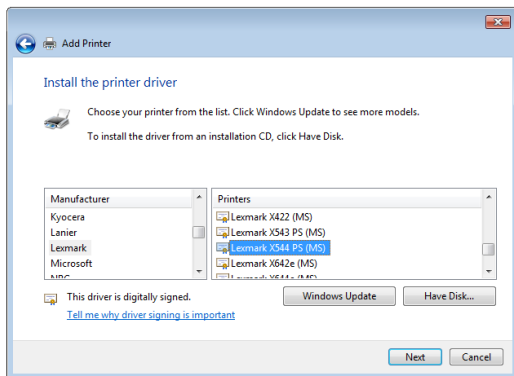 Add Printer
Install the printer driver
Choose your printer from the list. Click Windows Update to see more models.
To install the driver from an installation CD, click Have Disk.
Manufacturer
Kyocera
Lanier
Lexmark
Microsoft
Printers
Lexmark X422 (MS)
Lexmark X543 PS (MS)
Lexmark X544 PS (MS)
Lexmark X642e (MS)
This driver is digitally signed.
Tell me why driver signing is important
Windows Update
Have Disk...
Next
Cancel